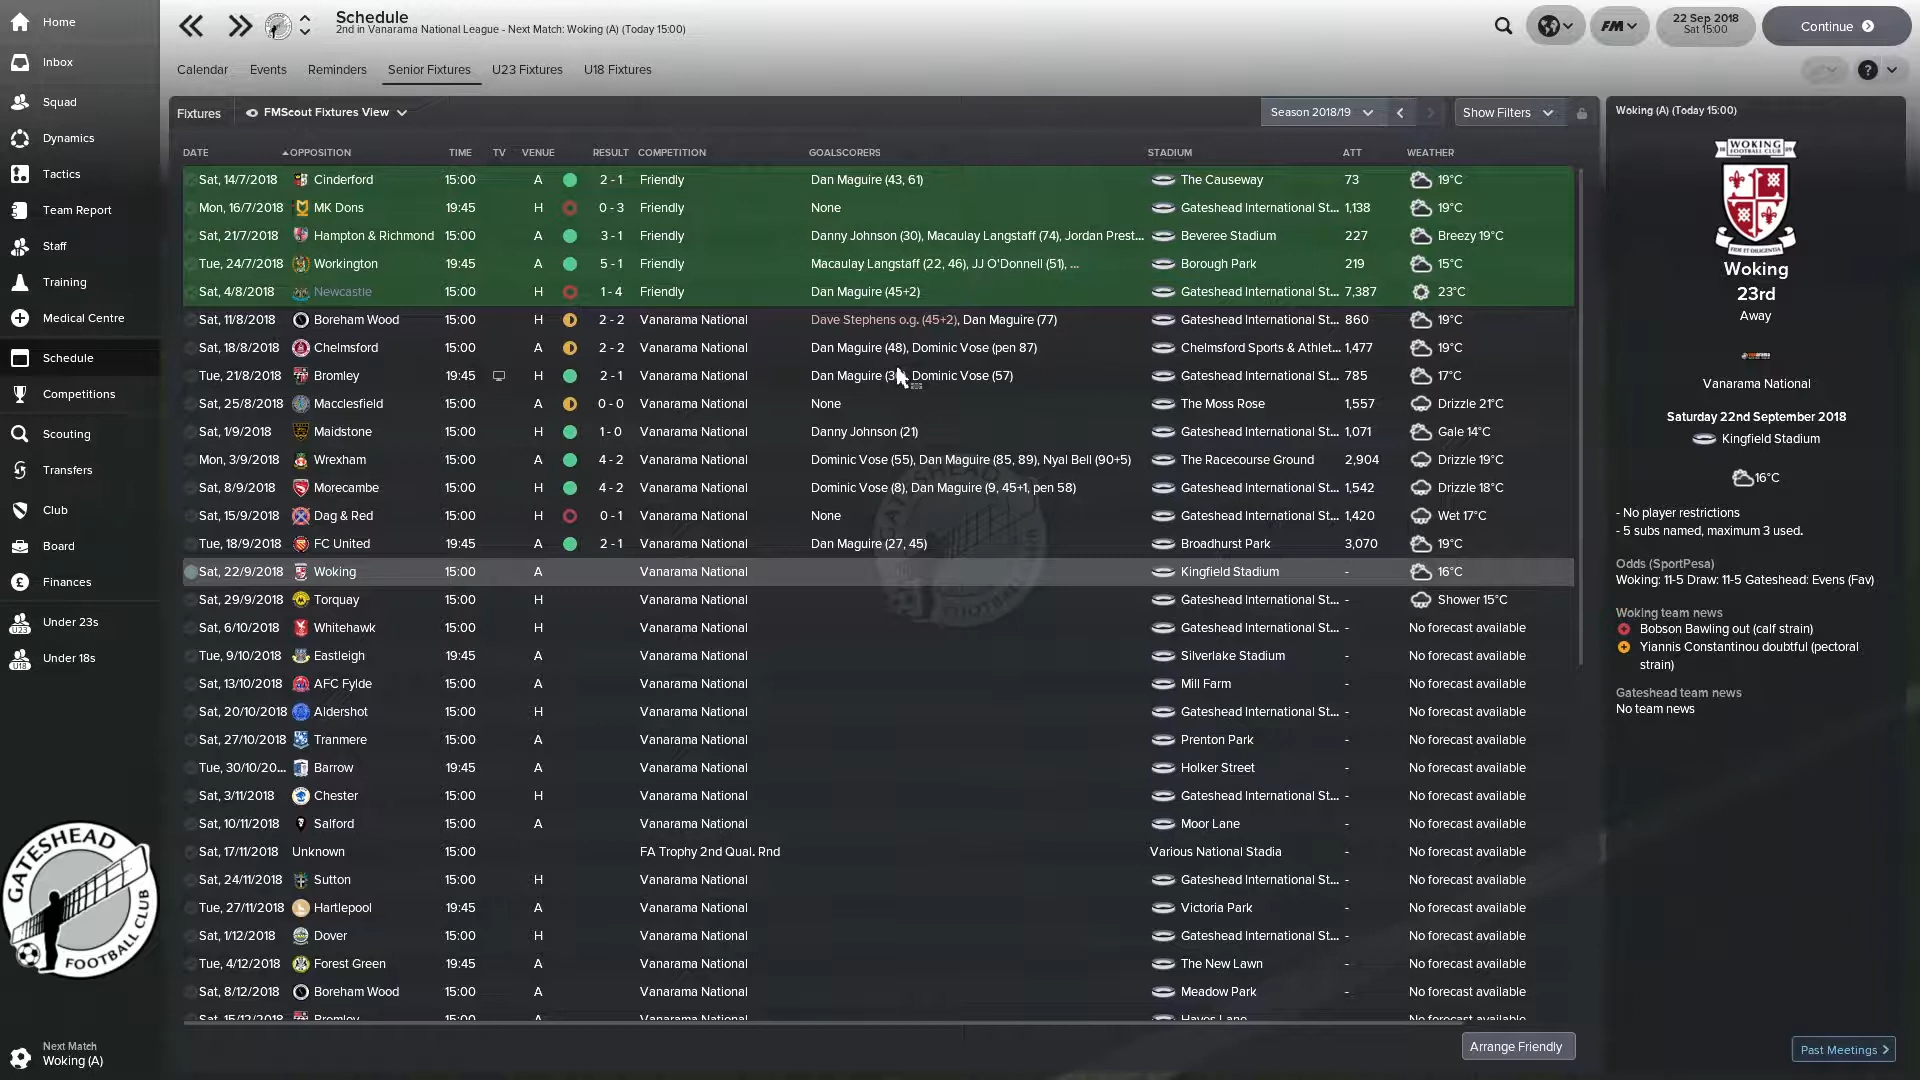 Home
Inbox
Squad
Dynamics
Tactics
Team Report
Staff
Training
Medical Centre
Schedule
Competitions
Scouting
Transfers
Club
Board
Finances
Under 23s
Under 18s
GATESHEAD FOOTBALL CLUB
Next Match
Woking (A)
Schedule
2nd in Vanarama National League - Next Match: Woking (A) (Today 15:00)
FM
22 Sep 2018
Sat 15:00
Continue
Calendar Events Reminders Senior Fixtures U23 Fixtures U18 Fixtures
Fixtures FMScout Fixtures View Season 2018/19 Show Filters
DATE OPPOSITION TIME TV VENUE RESULT COMPETITION GOALSCORERS STADIUM ATT WEATHER
Sat, 14/7/2018 Cinderford 15:00 A 2 - 1 Friendly Dan Maguire (43, 61) The Causeway 73 19°C
Mon, 16/7/2018 MK Dons 19:45 H 0 - 3 Friendly None Gateshead International St... 1,138 19°C
Sat, 21/7/2018 Hampton & Richmond 15:00 A 3 - 1 Friendly Danny Johnson (30), Macaulay Langstaff (74), Jordan Prest... Beveree Stadium 227 Breezy 19°C
Tue, 24/7/2018 Workington 19:45 A 5 - 1 Friendly Macaulay Langstaff (22, 46), JJ O'Donnell (51), ... Borough Park 219 15°C
Sat, 4/8/2018 Newcastle 15:00 H 1 - 4 Friendly Dan Maguire (45+2) Gateshead International St... 7,387 23°C
Sat, 11/8/2018 Boreham Wood 15:00 H 2 - 2 Vanarama National Dave Stephens o.g. (45+2), Dan Maguire (77) Gateshead International St... 860 19°C
Sat, 18/8/2018 Chelmsford 15:00 A 2 - 2 Vanarama National Dan Maguire (48), Dominic Vose (pen 87) Chelmsford Sports & Athlet... 1,477 19°C
Tue, 21/8/2018 Bromley 19:45 H 2 - 1 Vanarama National Dan Maguire Dominic Vose (57) Gateshead International St... 785 17°C
Sat, 25/8/2018 Macclesfield 15:00 A 0 - 0 Vanarama National None The Moss Rose 1,557 Drizzle 21°C
Sat, 1/9/2018 Maidstone 15:00 H 1 - 0 Vanarama National Danny Johnson (21) Gateshead International St... 1,071 Gale 14°C
Mon, 3/9/2018 Wrexham 15:00 A 4 - 2 Vanarama National Dominic Vose (55), Dan Maguire (85, 89), Nyal Bell (90+5) The Racecourse Ground 2,904 Drizzle 19°C
Sat, 8/9/2018 Morecambe 15:00 H 4 - 2 Vanarama National Dominic Vose (8), Dan Maguire (9, 45+1, pen 58) Gateshead International St... 1,542 Drizzle 18°C
Sat, 15/9/2018 Dag & Red 15:00 H 0 - 1 Vanarama National None Gateshead International St... 1,420 Wet 17°C
Tue, 18/9/2018 FC United 19:45 A 2 - 1 Vanarama National Dan Maguire (27, 45) Broadhurst Park 3,070 19°C
Sat, 22/9/2018 Woking 15:00 A Vanarama National Kingfield Stadium - 16°C
Sat, 29/9/2018 Torquay 15:00 H Vanarama National Gateshead International St... - Shower 15°C
Sat, 6/10/2018 Whitehawk 15:00 H Vanarama National Gateshead International St... - No forecast available
Tue, 9/10/2018 Eastleigh 19:45 A Vanarama National Silverlake Stadium - No forecast available
Sat, 13/10/2018 AFC Fylde 15:00 A Vanarama National Mill Farm - No forecast available
Sat, 20/10/2018 Aldershot 15:00 H Vanarama National Gateshead International St... - No forecast available
Sat, 27/10/2018 Tranmere 15:00 A Vanarama National Prenton Park - No forecast available
Tue, 30/10/20... Barrow 19:45 A Vanarama National Holker Street - No forecast available
Sat, 3/11/2018 Chester 15:00 H Vanarama National Gateshead International St... - No forecast available
Sat, 10/11/2018 Salford 15:00 A Vanarama National Moor Lane - No forecast available
Sat, 17/11/2018 Unknown 15:00 FA Trophy 2nd Qual. Rnd Various National Stadia - No forecast available
Sat, 24/11/2018 Sutton 15:00 H Vanarama National Gateshead International St... - No forecast available
Tue, 27/11/2018 Hartlepool 19:45 A Vanarama National Victoria Park - No forecast available
Sat, 1/12/2018 Dover 15:00 H Vanarama National Gateshead International St... - No forecast available
Tue, 4/12/2018 Forest Green 19:45 A Vanarama National The New Lawn - No forecast available
Sat, 8/12/2018 Boreham Wood 15:00 A Vanarama National Meadow Park - No forecast available
Sat, 15/12/2018 Bromley 15:00 A Vanarama National Hayes Lane - No forecast available
Arrange Friendly
Woking (A) (Today 15:00)
WOKING
FOOTBALL CLUB
Woking
23rd
Away
Vanarama National
Saturday 22nd September 2018
Kingfield Stadium
16°C
- No player restrictions
- 5 subs named, maximum 3 used.
Odds (SportPesa)
Woking: 11-5 Draw: 11-5 Gateshead: Evens (Fav)
Woking team news
Bobson Bawling out (calf strain)
Yiannis Constantinou doubtful (pectoral
strain)
Gateshead team news
No team news
Past Meetings